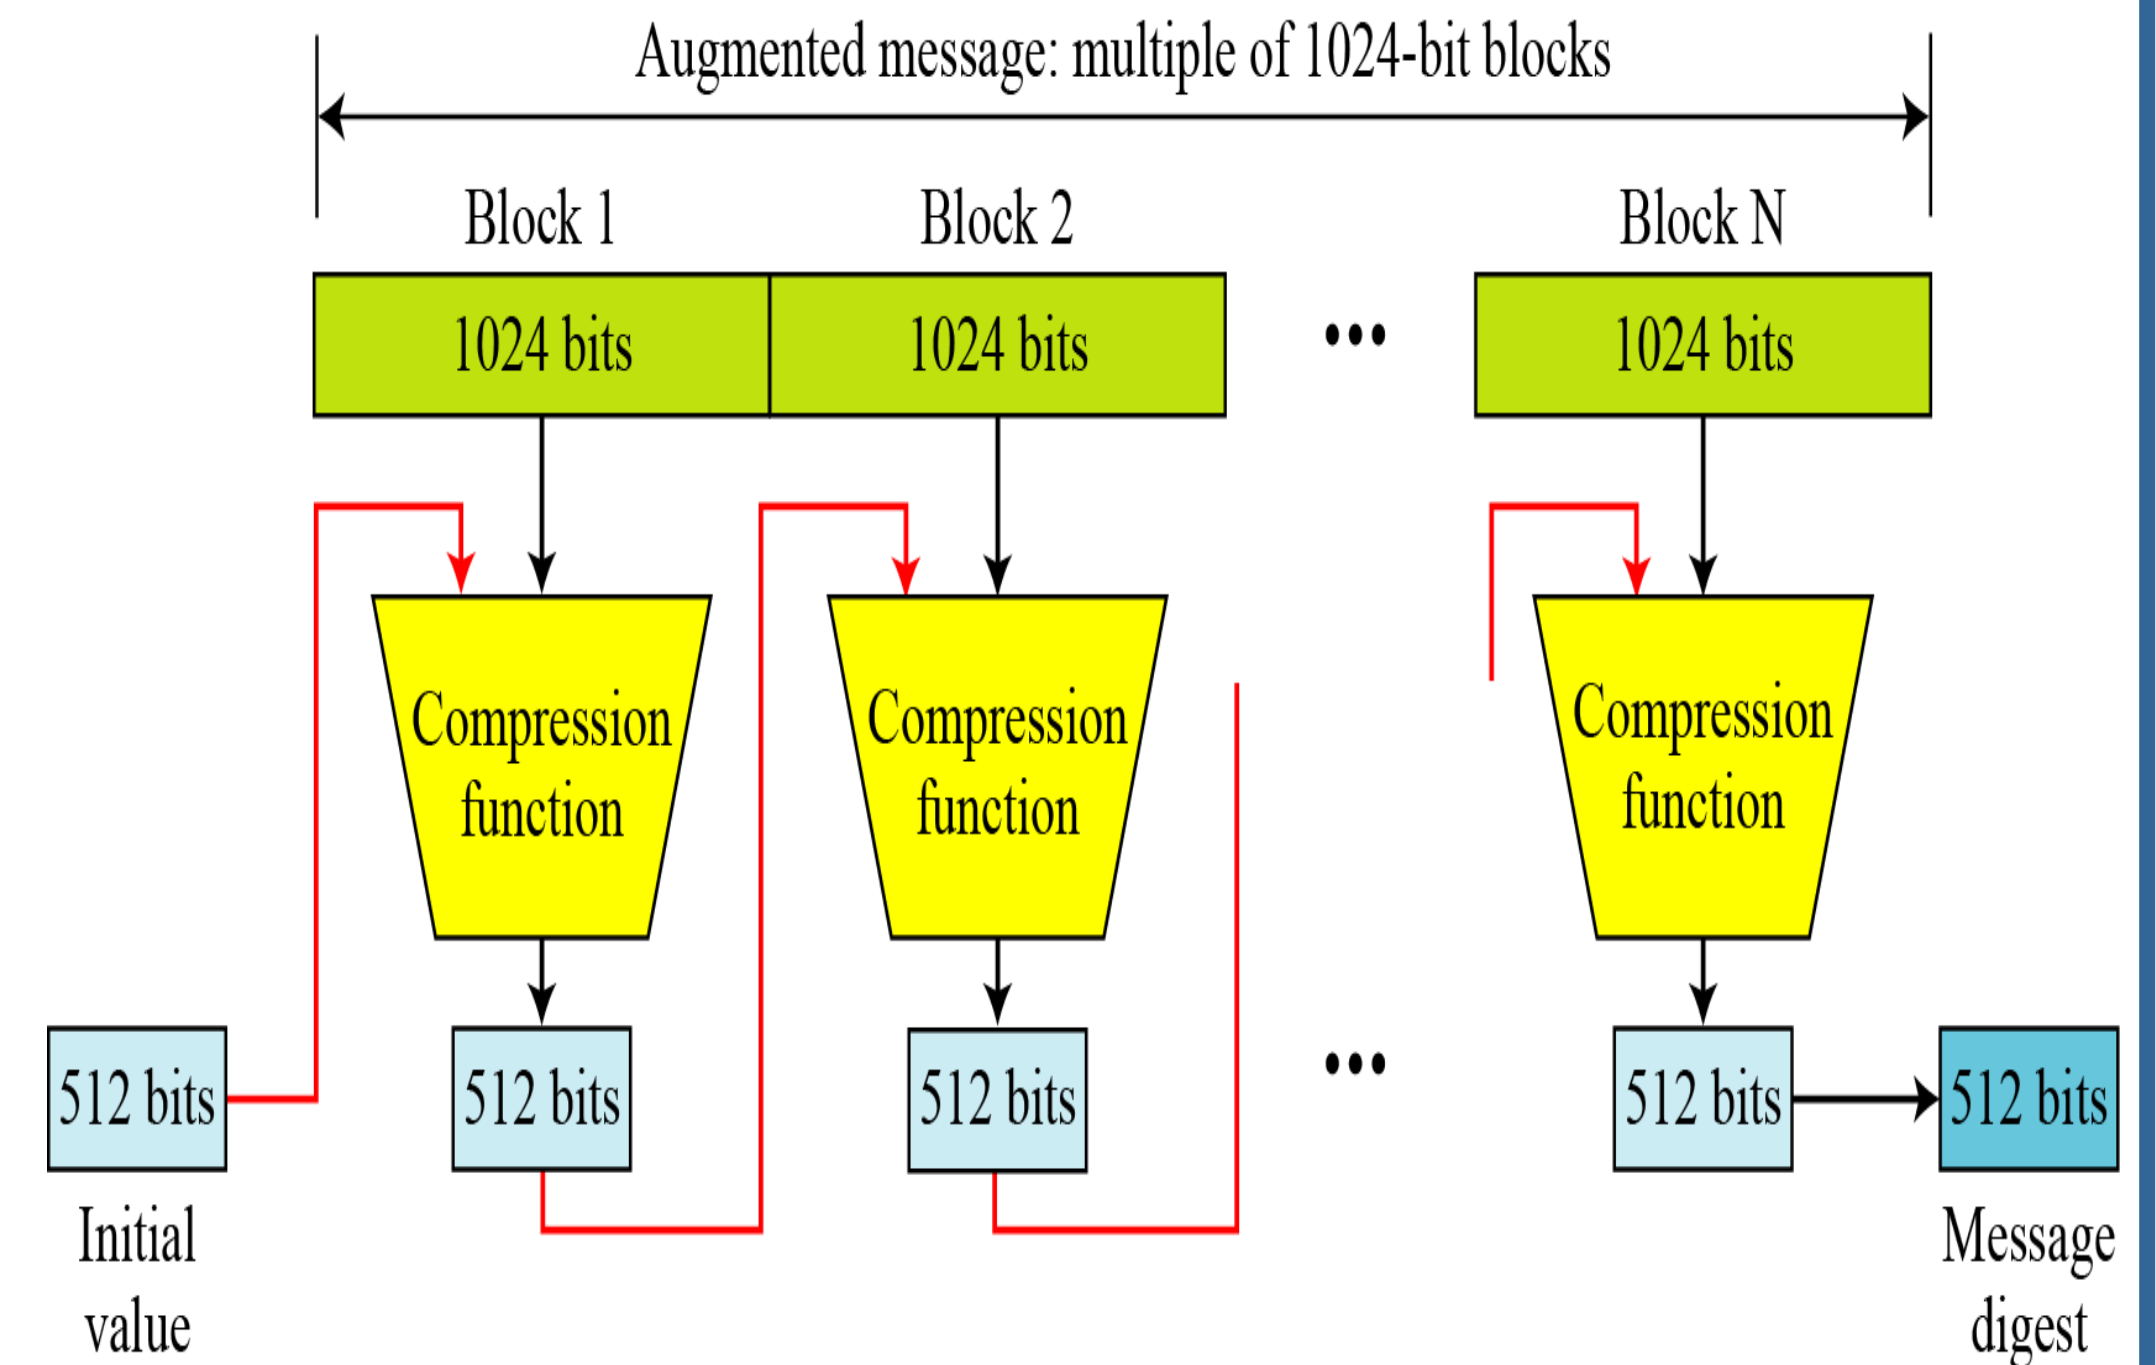 Augmented message: multiple of 1024-bit blocks
Block 1
Block 2
Block N
1024 bits
1024 bits
•••
1024 bits
Compression
function
Compression
function
Compression
function
512 bits
512 bits
512 bits
•••
512 bits
512 bits
Initial
value
Message
digest